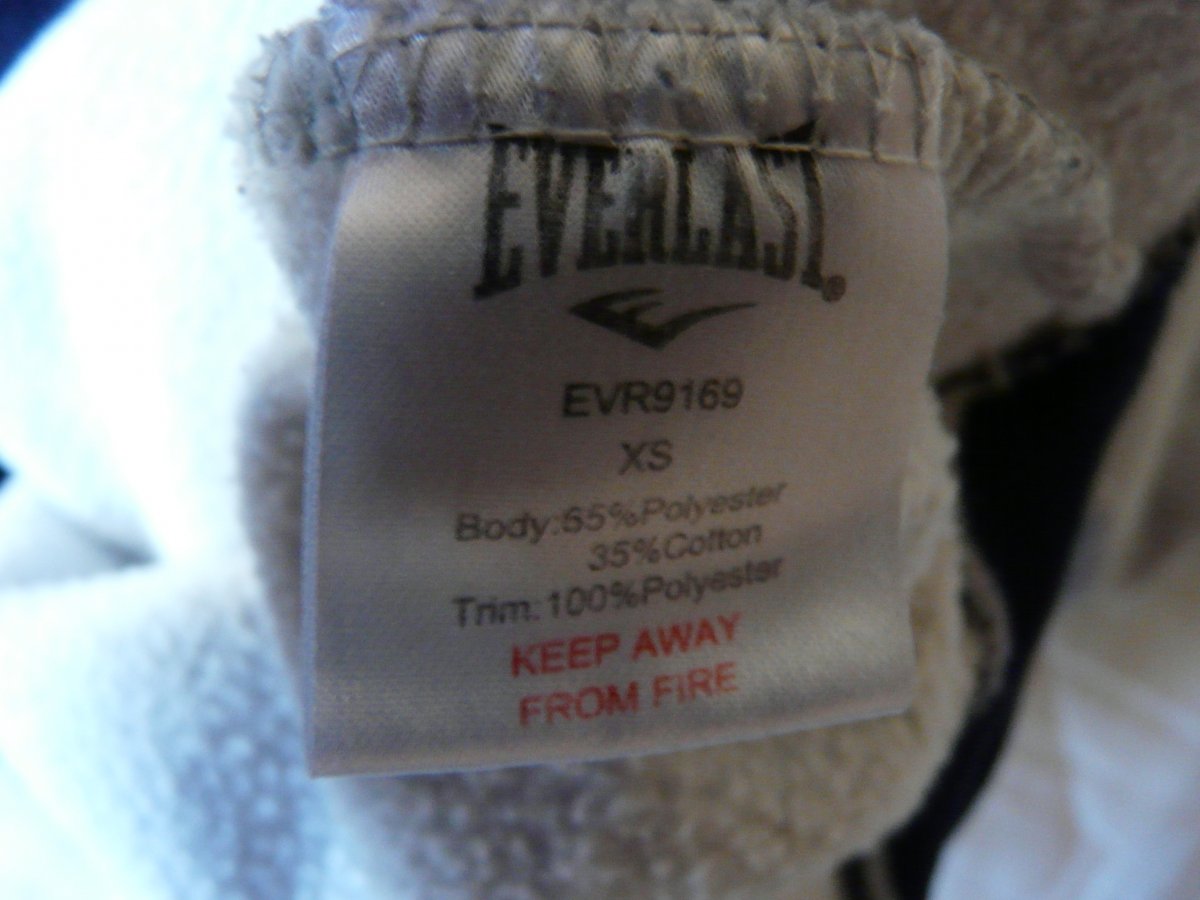 EVERLAST®
EVR9169
XS
Body:65%Polyester
35%Cotton
Trim:100%Polyester
KEEP AWAY
FROM FIRE